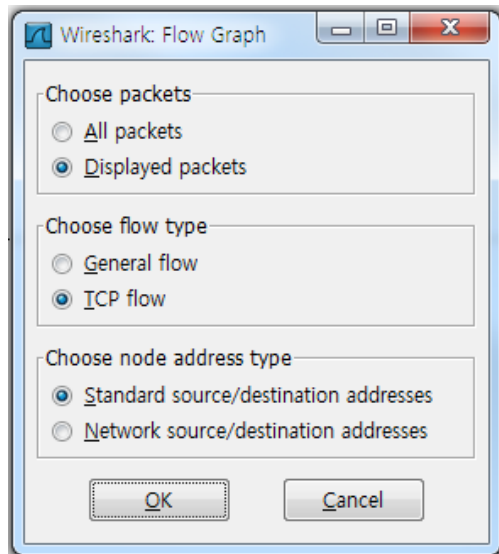 Wireshark: Flow Graph
Choose packets
All packets
Displayed packets
Choose flow type
General flow
TCP flow
Choose node address type
Standard source/destination addresses
Network source/destination addresses
OK
Cancel